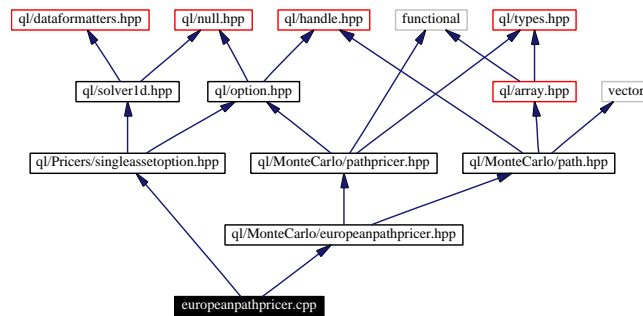 ql/dataformatters.hpp
ql/null.hpp
ql/handle.hpp
functional
ql/types.hpp
ql/solver1d.hpp
ql/option.hpp
ql/array.hpp
vector
ql/Pricers/singleassetoption.hpp
ql/MonteCarlo/pathpricer.hpp
ql/MonteCarlo/path.hpp
ql/MonteCarlo/europeanpathpricer.hpp
europeanpathpricer.cpp